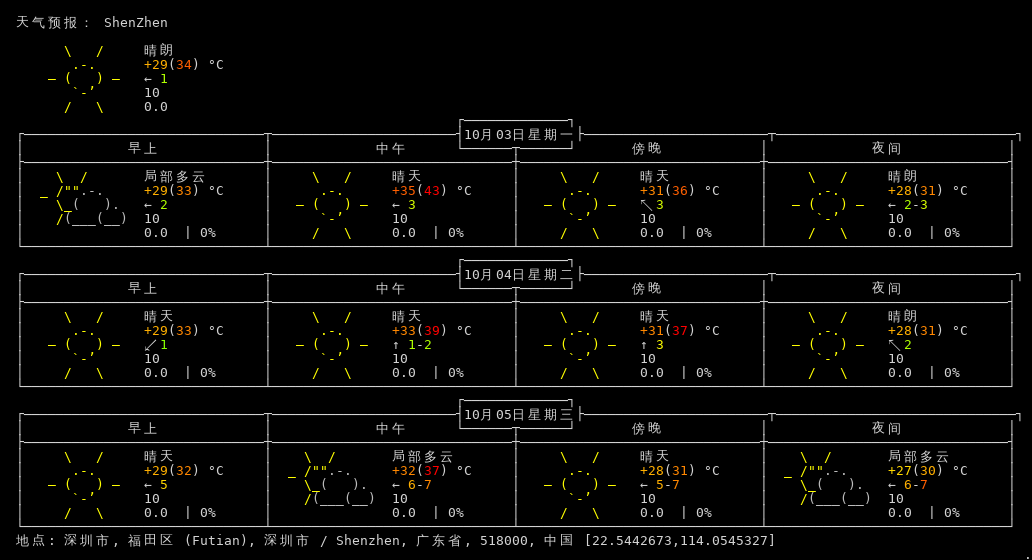 天气预报： ShenZhen
晴朗
+29(34) °C
← 1
10
0.0
10月03日星期一
早上 中午 傍晚 夜间
局部多云 晴天 晴天 晴朗
+29(33) °C +35(43) °C +31(36) °C +28(31) °C
← 2 ← 3 ↖ 3 ← 2-3
10 10 10 10
0.0 | 0% 0.0 | 0% 0.0 | 0% 0.0 | 0%
10月04日星期二
早上 中午 傍晚 夜间
晴天 晴天 晴天 晴朗
+29(33) °C +33(39) °C +31(37) °C +28(31) °C
↙ 1 ↑ 1-2 ↑ 3 ↖ 2
10 10 10 10
0.0 | 0% 0.0 | 0% 0.0 | 0% 0.0 | 0%
10月05日星期三
早上 中午 傍晚 夜间
晴天 局部多云 晴天 局部多云
+29(32) °C +32(37) °C +28(31) °C +27(30) °C
← 5 ← 6-7 ← 5-7 ← 6-7
10 10 10 10
0.0 | 0% 0.0 | 0% 0.0 | 0% 0.0 | 0%
地点: 深圳市, 福田区 (Futian), 深圳市 / Shenzhen, 广东省, 518000, 中国 [22.5442673,114.0545327]